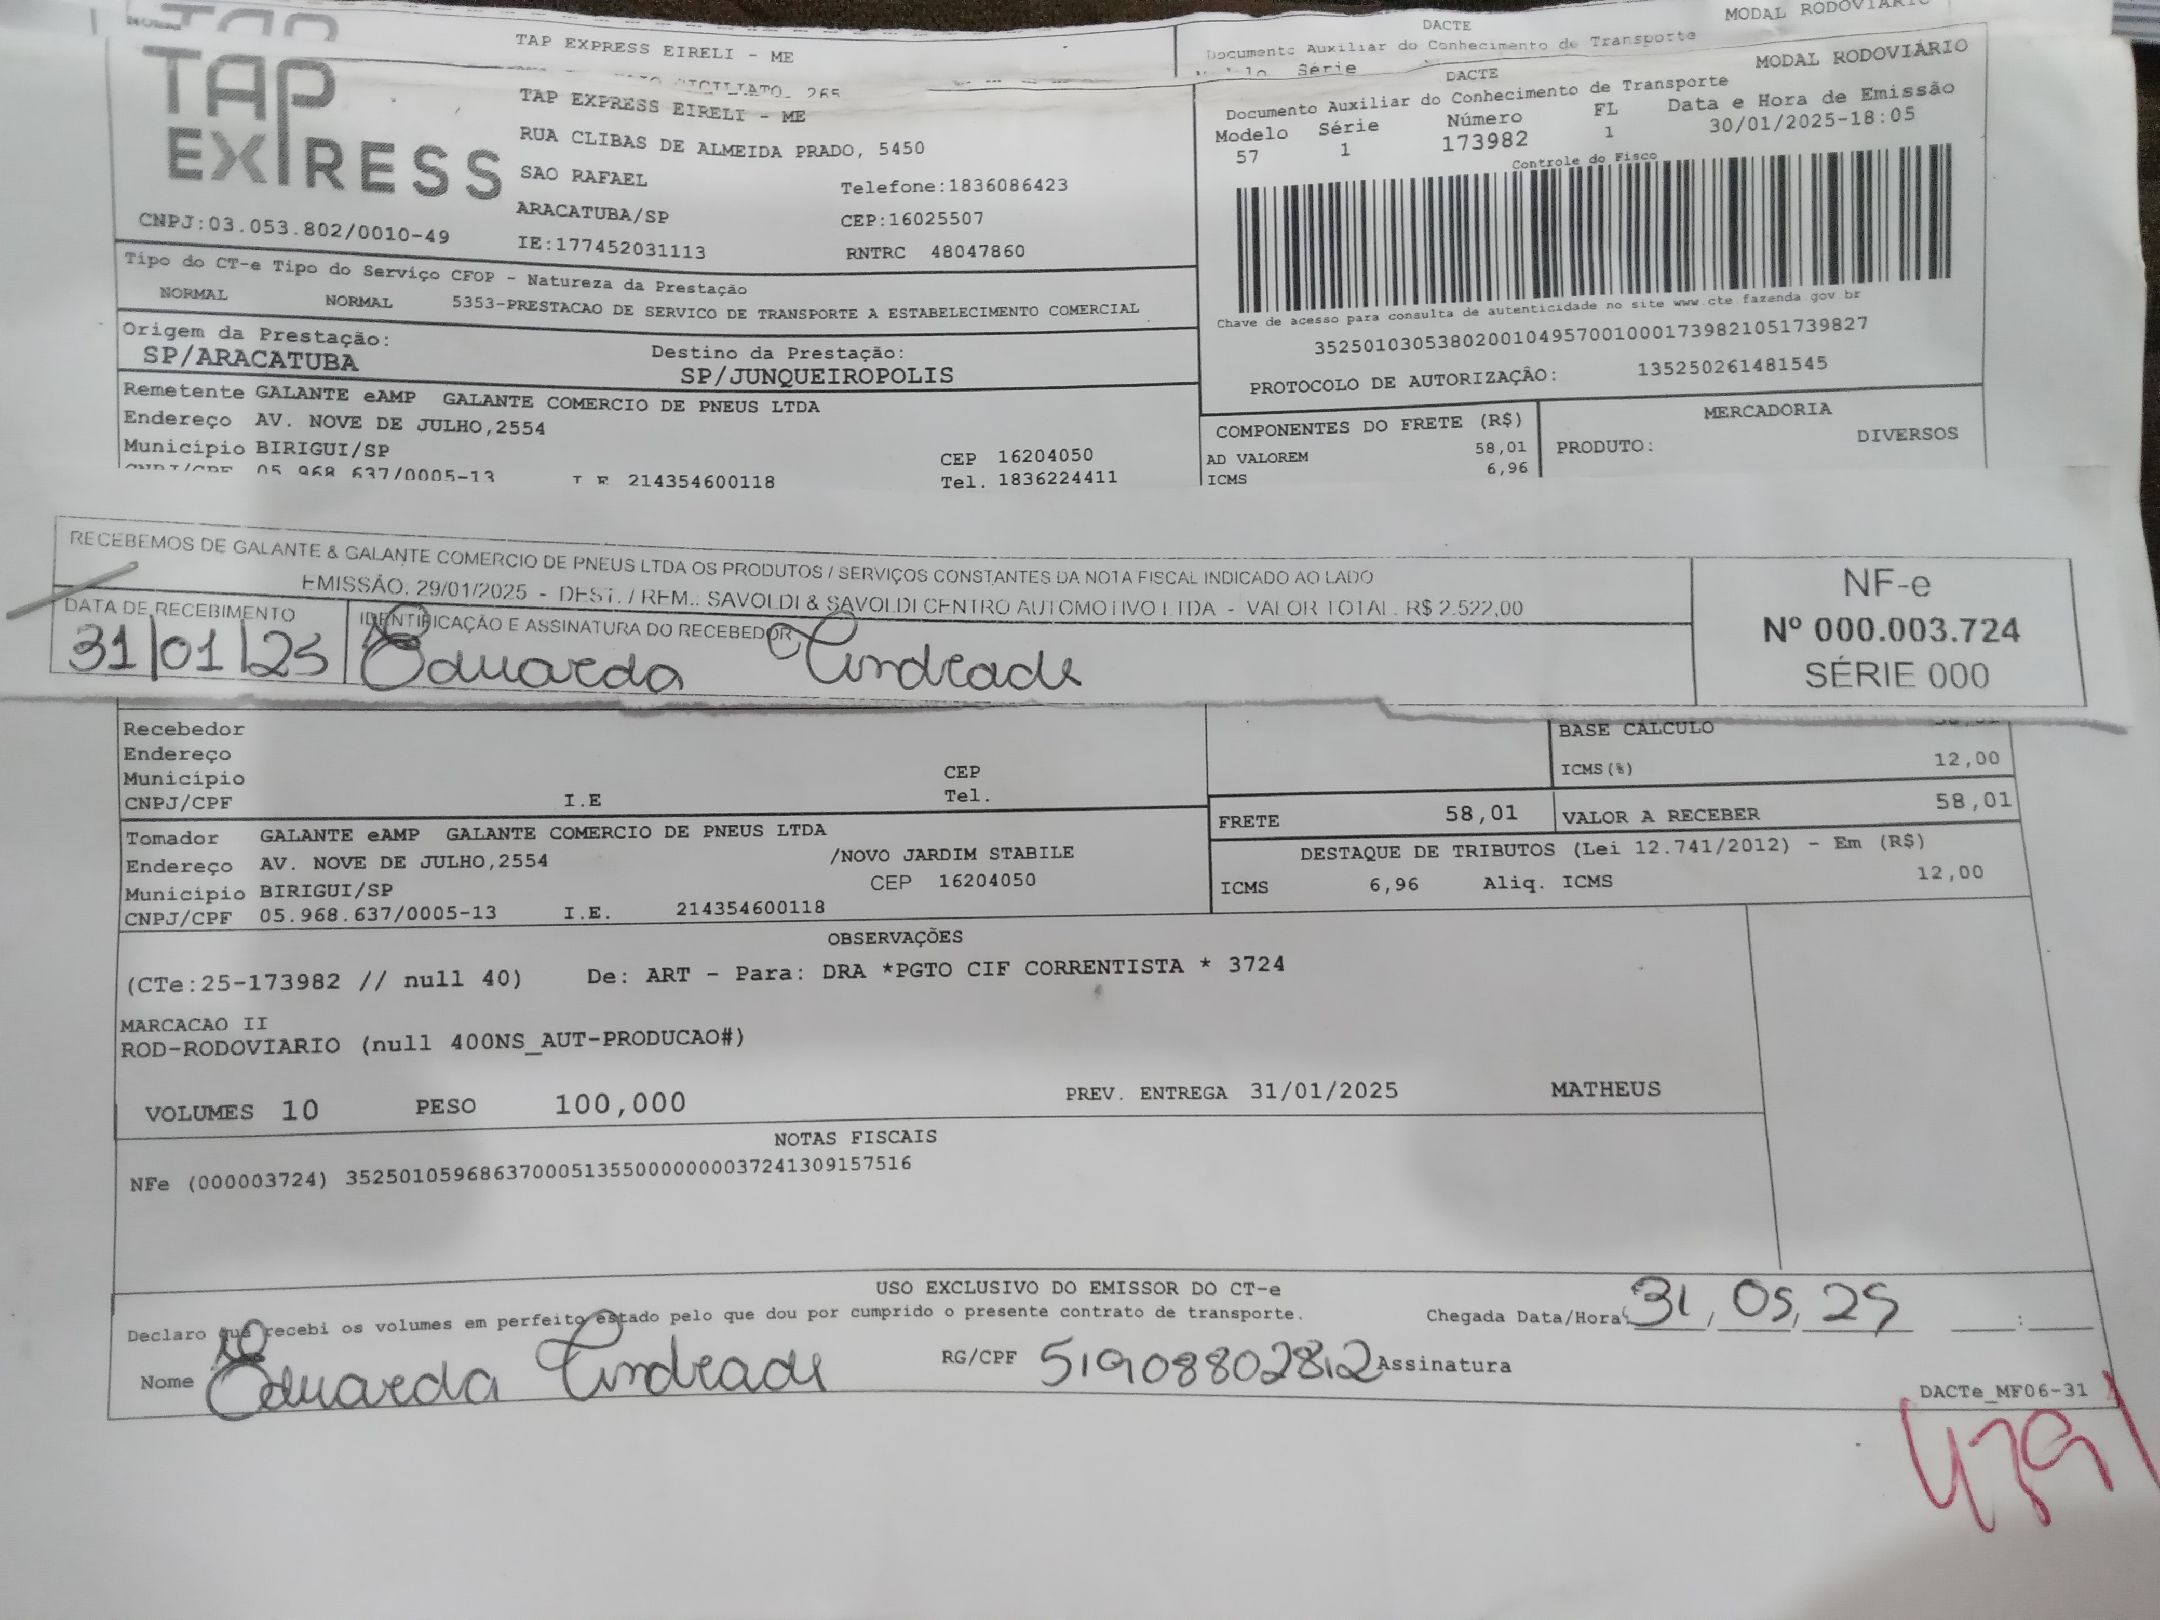 TAP EXPRESS EIRELI - ME
DACTE
MODAL RODOVIÁRIO
Documento Auxiliar do Conhecimento de Transporte
Série
265
TAP EXPRESS
CNPJ:03.053.802/0010-49
TAP EXPRESS EIRELI - ME
RUA CLIBAS DE ALMEIDA PRADO, 5450
SAO RAFAEL
Telefone:1836086423
ARACATUBA/SP
CEP:16025507
IE:177452031113
RNTRC 48047860
DACTE
MODAL RODOVIÁRIO
Documento Auxiliar do Conhecimento de Transporte
Modelo Série Número FL Data e Hora de Emissão
57 1 173982 1 30/01/2025-18:05
Controle do Fisco
Chave de acesso para consulta de autenticidade no site www.cte.fazenda.gov.br
35250103053802001049570010001739821051739827
PROTOCOLO DE AUTORIZAÇÃO: 135250261481545
Tipo do CT-e Tipo do Serviço CFOP - Natureza da Prestação
NORMAL NORMAL 5353-PRESTACAO DE SERVICO DE TRANSPORTE A ESTABELECIMENTO COMERCIAL
Origem da Prestação: Destino da Prestação:
SP/ARACATUBA SP/JUNQUEIROPOLIS
Remetente GALANTE eAMP GALANTE COMERCIO DE PNEUS LTDA
Endereço AV. NOVE DE JULHO,2554
Município BIRIGUI/SP CEP 16204050
CNPJ/CPF 05.968.637/0005-13 I.E 214354600118 Tel. 1836224411
COMPONENTES DO FRETE (R$)
AD VALOREM 58,01
ICMS 6,96
MERCADORIA
PRODUTO: DIVERSOS
RECEBEMOS DE GALANTE & GALANTE COMERCIO DE PNEUS LTDA OS PRODUTOS / SERVIÇOS CONSTANTES DA NOTA FISCAL INDICADO AO LADO
EMISSÃO: 29/01/2025 - DEST. / REM.: SAVOLDI & SAVOLDI CENTRO AUTOMOTIVO LTDA - VALOR TOTAL: R$ 2.522,00
DATA DE RECEBIMENTO
31/01/25
IDENTIFICAÇÃO E ASSINATURA DO RECEBEDOR
Eduarda Andrade
NF-e
Nº 000.003.724
SÉRIE 000
Recebedor
Endereço
Município CEP
CNPJ/CPF I.E Tel.
BASE CÁLCULO
ICMS(%) 12,00
FRETE 58,01 VALOR A RECEBER 58,01
Tomador GALANTE eAMP GALANTE COMERCIO DE PNEUS LTDA
Endereço AV. NOVE DE JULHO,2554 /NOVO JARDIM STABILE
Município BIRIGUI/SP CEP 16204050
CNPJ/CPF 05.968.637/0005-13 I.E. 214354600118
DESTAQUE DE TRIBUTOS (Lei 12.741/2012) - Em (R$)
ICMS 6,96 Aliq. ICMS 12,00
OBSERVAÇÕES
(CTe:25-173982 // null 40) De: ART - Para: DRA *PGTO CIF CORRENTISTA * 3724
MARCACAO II
ROD-RODOVIARIO (null 400NS_AUT-PRODUCAO#)
VOLUMES 10 PESO 100,000 PREV. ENTREGA 31/01/2025 MATHEUS
NOTAS FISCAIS
NFe (000003724) 35250105968637000513550000000037241309157516
USO EXCLUSIVO DO EMISSOR DO CT-e
Declaro que recebi os volumes em perfeito estado pelo que dou por cumprido o presente contrato de transporte. Chegada Data/Hora: 31, 05, 25 :
Nome Eduarda Andrade RG/CPF 51908802812 Assinatura
DACTe_MF06-31